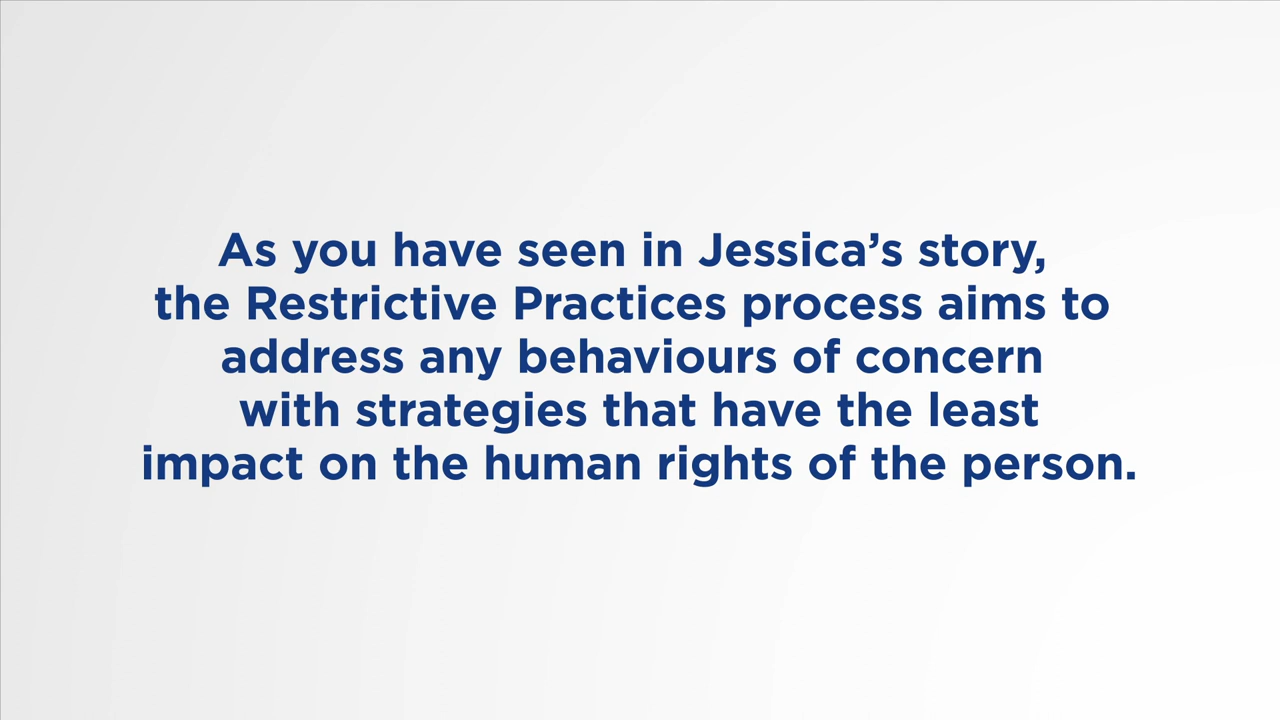 As you have seen in Jessica’s story,
the Restrictive Practices process aims to
address any behaviours of concern
with strategies that have the least
impact on the human rights of the person.